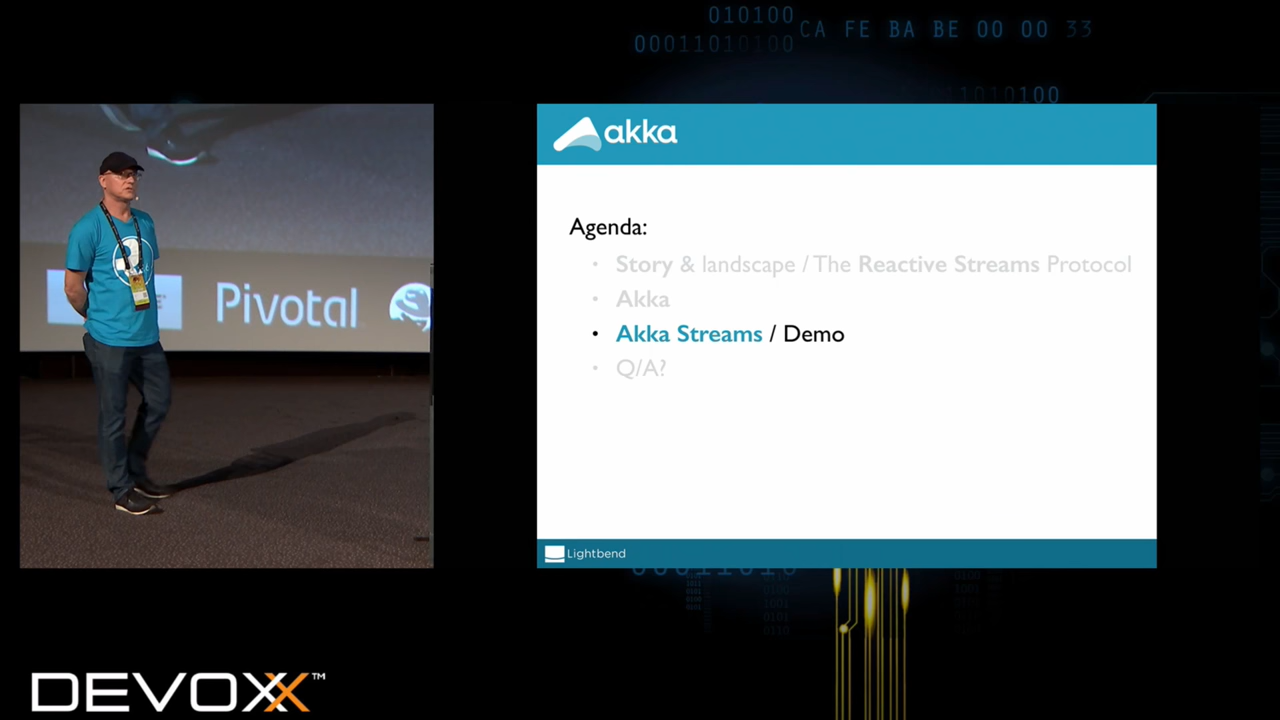 010100
00011010100
CA FE BA BE 00 00 33
1010100
akka
Pivotal
Agenda:
• Story & landscape / The Reactive Streams Protocol
• Akka
• Akka Streams / Demo
• Q/A?
Lightbend
DEVOXX™